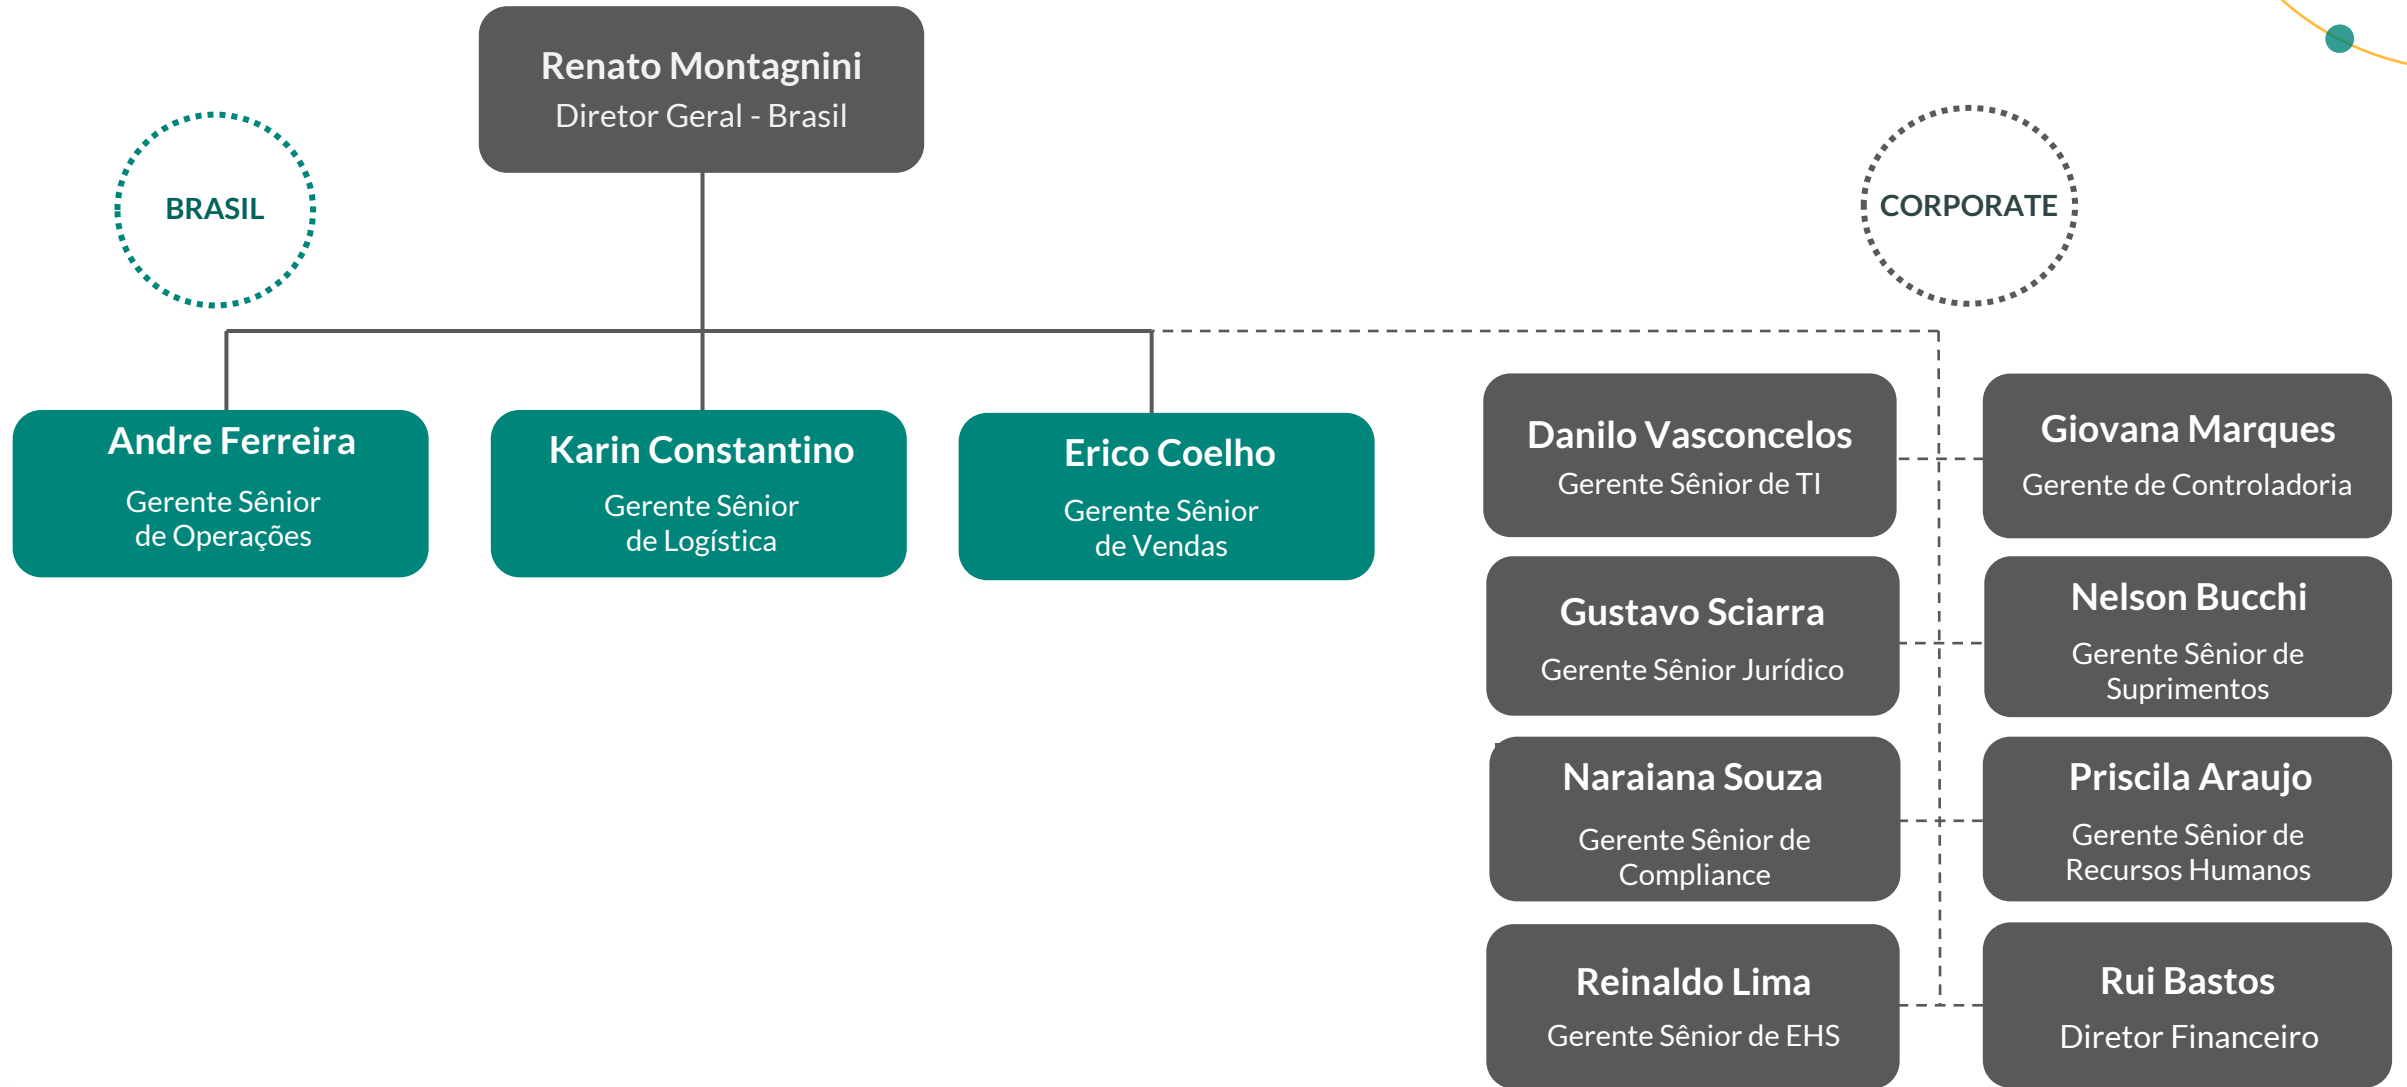 Renato Montagnini
Diretor Geral - Brasil
BRASIL
CORPORATE
Andre Ferreira
Gerente Sênior
de Operações
Karin Constantino
Gerente Sênior
de Logística
Erico Coelho
Gerente Sênior
de Vendas
Danilo Vasconcelos
Gerente Sênior de TI
Giovana Marques
Gerente de Controladoria
Gustavo Sciarra
Gerente Sênior Jurídico
Nelson Bucchi
Gerente Sênior de
Suprimentos
Naraiana Souza
Gerente Sênior de
Compliance
Priscila Araujo
Gerente Sênior de
Recursos Humanos
Reinaldo Lima
Gerente Sênior de EHS
Rui Bastos
Diretor Financeiro